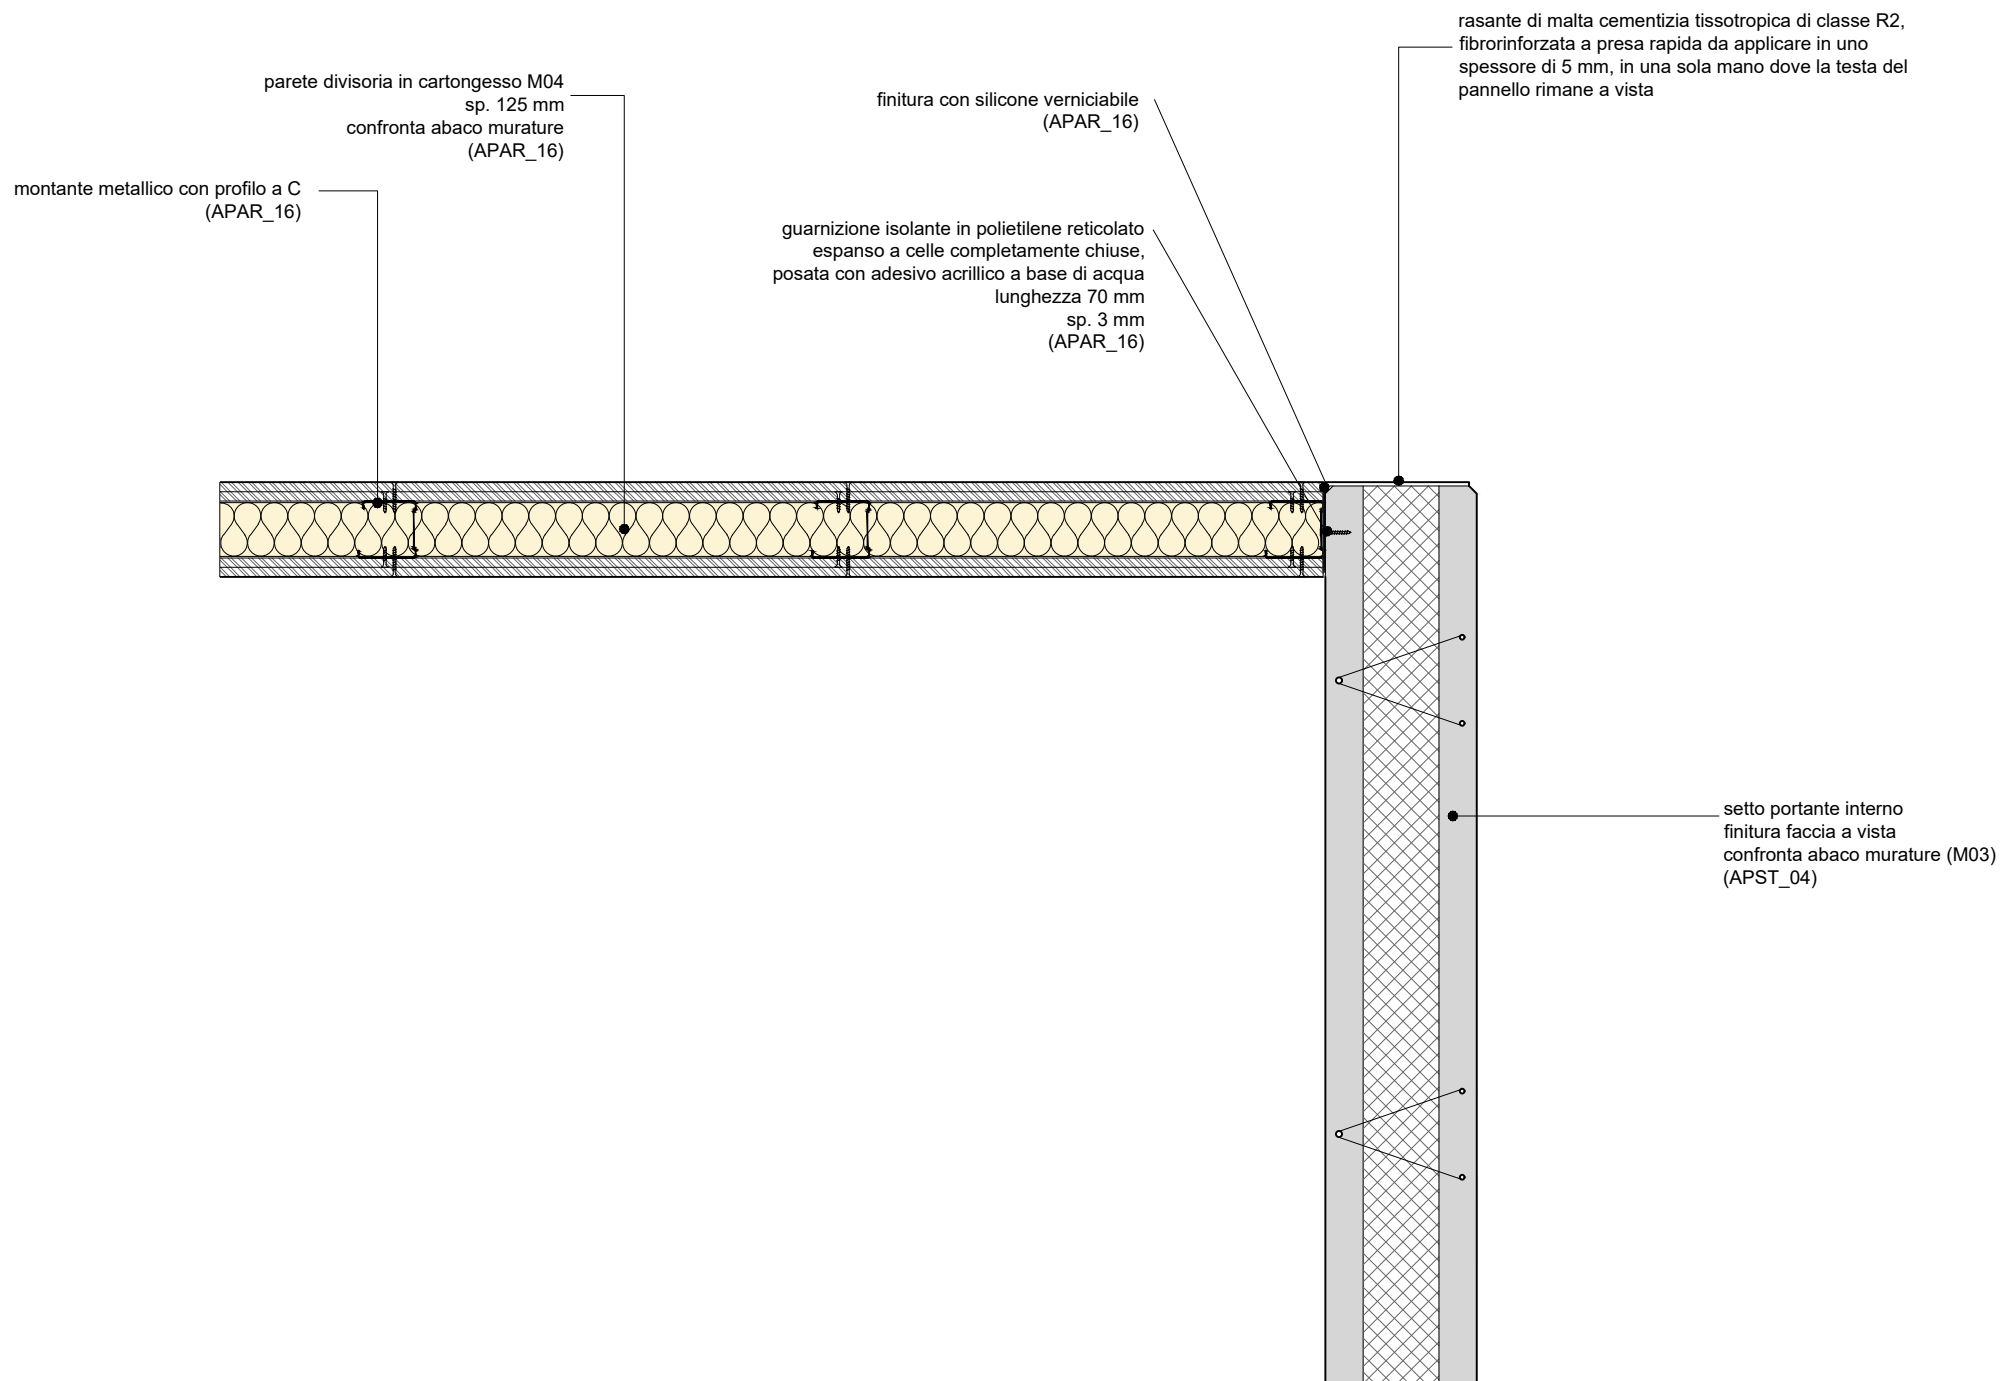 rasante di malta cementizia tissotropica di classe R2,
fibrorinforzata a presa rapida da applicare in uno
spessore di 5 mm, in una sola mano dove la testa del
pannello rimane a vista
parete divisoria in cartongesso M04
sp. 125 mm
confronta abaco murature
(APAR_16)
finitura con silicone verniciabile
(APAR_16)
montante metallico con profilo a C
(APAR_16)
guarnizione isolante in polietilene reticolato
espanso a celle completamente chiuse,
posata con adesivo acrillico a base di acqua
lunghezza 70 mm
sp. 3 mm
(APAR_16)
setto portante interno
finitura faccia a vista
confronta abaco murature (M03)
(APST_04)